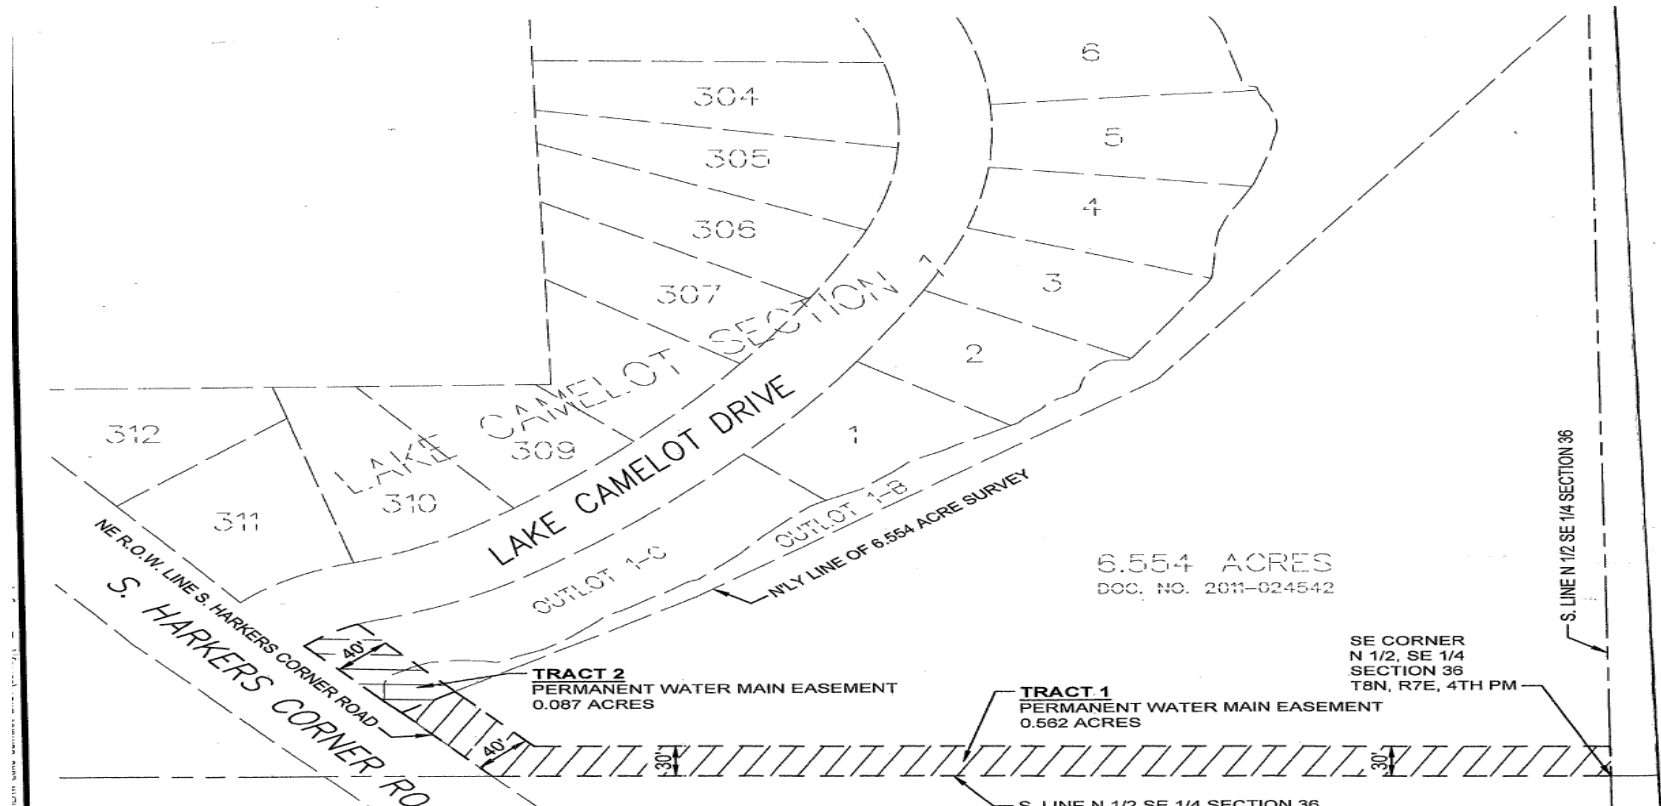 6
304
5
305
4
306
3
307
LAKE CAMELOT SECTION 1
2
LAKE CAMELOT DRIVE
312
309
1
310
311
OUTLOT 1-B
OUTLOT 1-C
N'LY LINE OF 6.554 ACRE SURVEY
6.554 ACRES
DOC. NO. 2011-024542
S. LINE N 1/2 SE 1/4 SECTION 36
NE R.O.W. LINE S. HARKERS CORNER ROAD
S. HARKERS CORNER RO
40'
TRACT 2
PERMANENT WATER MAIN EASEMENT
0.087 ACRES
SE CORNER
N 1/2, SE 1/4
SECTION 36
T8N, R7E, 4TH PM
TRACT 1
PERMANENT WATER MAIN EASEMENT
0.562 ACRES
40'
30'
30'
S. LINE N 1/2 SE 1/4 SECTION 36